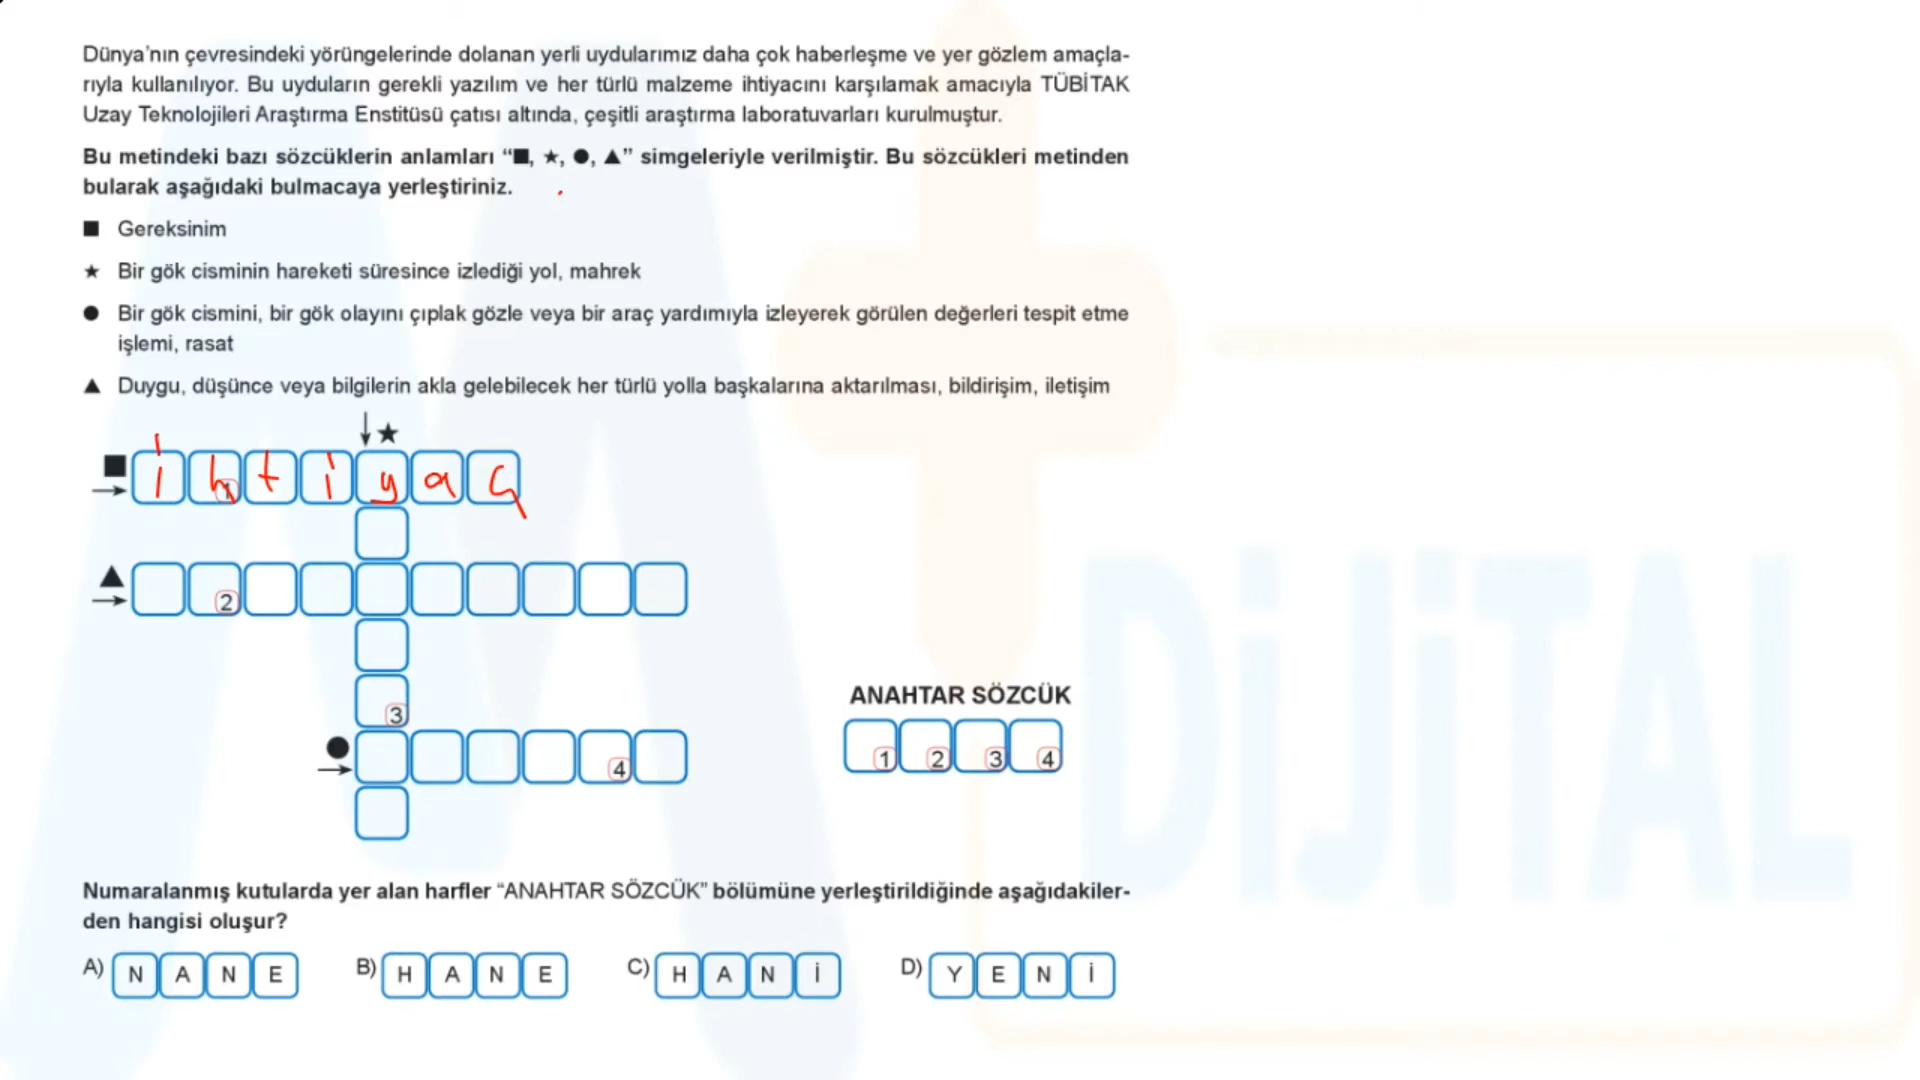 Dünya'nın çevresindeki yörüngelerinde dolanan yerli uydularımız daha çok haberleşme ve yer gözlem amaçla-
rıyla kullanılıyor. Bu uyduların gerekli yazılım ve her türlü malzeme ihtiyacını karşılamak amacıyla TÜBİTAK
Uzay Teknolojileri Araştırma Enstitüsü çatısı altında, çeşitli araştırma laboratuvarları kurulmuştur.
Bu metindeki bazı sözcüklerin anlamları “■, ★, ●, ▲” simgeleriyle verilmiştir. Bu sözcükleri metinden
bularak aşağıdaki bulmacaya yerleştiriniz.
■ Gereksinim
★ Bir gök cisminin hareketi süresince izlediği yol, mahrek
● Bir gök cismini, bir gök olayını çıplak gözle veya bir araç yardımıyla izleyerek görülen değerleri tespit etme
işlemi, rasat
▲ Duygu, düşünce veya bilgilerin akla gelebilecek her türlü yolla başkalarına aktarılması, bildirişim, iletişim
↓ ★
■ → i h t i y a ç
1
▲ → 2
3
● → 4
ANAHTAR SÖZCÜK
1 2 3 4
Numaralanmış kutularda yer alan harfler “ANAHTAR SÖZCÜK” bölümüne yerleştirildiğinde aşağıdakiler-
den hangisi oluşur?
A) N A N E B) H A N E C) H A N İ D) Y E N İ
DİJİTAL